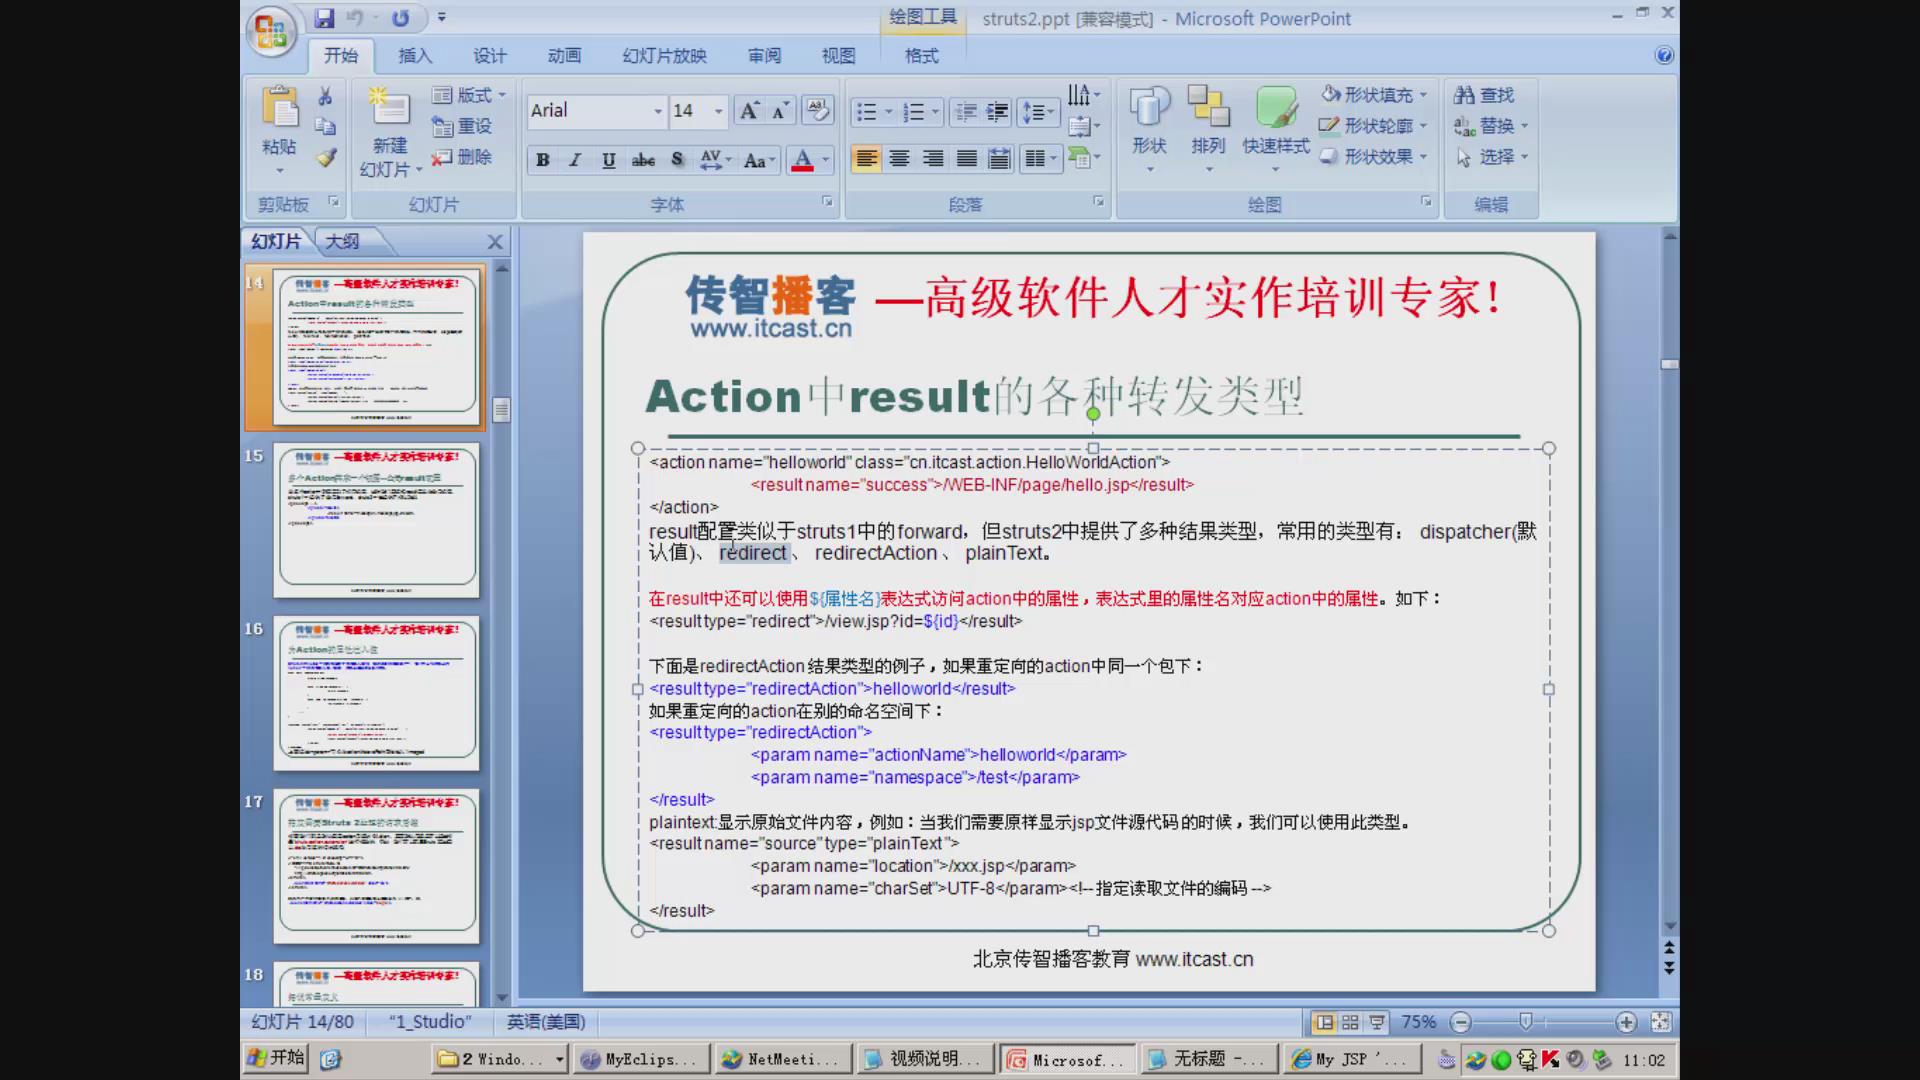 绘图工具
struts2.ppt [兼容模式] - Microsoft PowerPoint
开始 插入 设计 动画 幻灯片放映 审阅 视图 格式
粘贴
新建
幻灯片
版式
重设
删除
Arial 14
B I U abc S AV Aa A
形状 排列 快速样式
形状填充
形状轮廓
形状效果
查找
替换
选择
剪贴板 幻灯片 字体 段落 绘图 编辑
幻灯片 大纲
14
15
16
17
18
传智播客 —高级软件人才实作培训专家!
www.itcast.cn
Action中result的各种转发类型
<action name="helloworld" class="cn.itcast.action.HelloWorldAction">
<result name="success">/WEB-INF/page/hello.jsp</result>
</action>
result配置类似于struts1中的forward，但struts2中提供了多种结果类型，常用的类型有： dispatcher(默
认值)、 redirect 、 redirectAction 、 plainText。
在result中还可以使用${属性名}表达式访问action中的属性，表达式里的属性名对应action中的属性。如下：
<result type="redirect">/view.jsp?id=${id}</result>
下面是redirectAction 结果类型的例子，如果重定向的action中同一个包下：
<result type="redirectAction">helloworld</result>
如果重定向的action在别的命名空间下：
<result type="redirectAction">
<param name="actionName">helloworld</param>
<param name="namespace">/test</param>
</result>
plaintext:显示原始文件内容，例如：当我们需要原样显示jsp文件源代码 的时候，我们可以使用此类型。
<result name="source" type="plainText ">
<param name="location">/xxx.jsp</param>
<param name="charSet">UTF-8</param><!-- 指定读取文件的编码 -->
</result>
北京传智播客教育 www.itcast.cn
幻灯片 14/80 "1_Studio" 英语(美国) 75%
开始 2 Windo... MyEclips... NetMeeti... 视频说明... Microsof... 无标题 -... My JSP '... 11:02